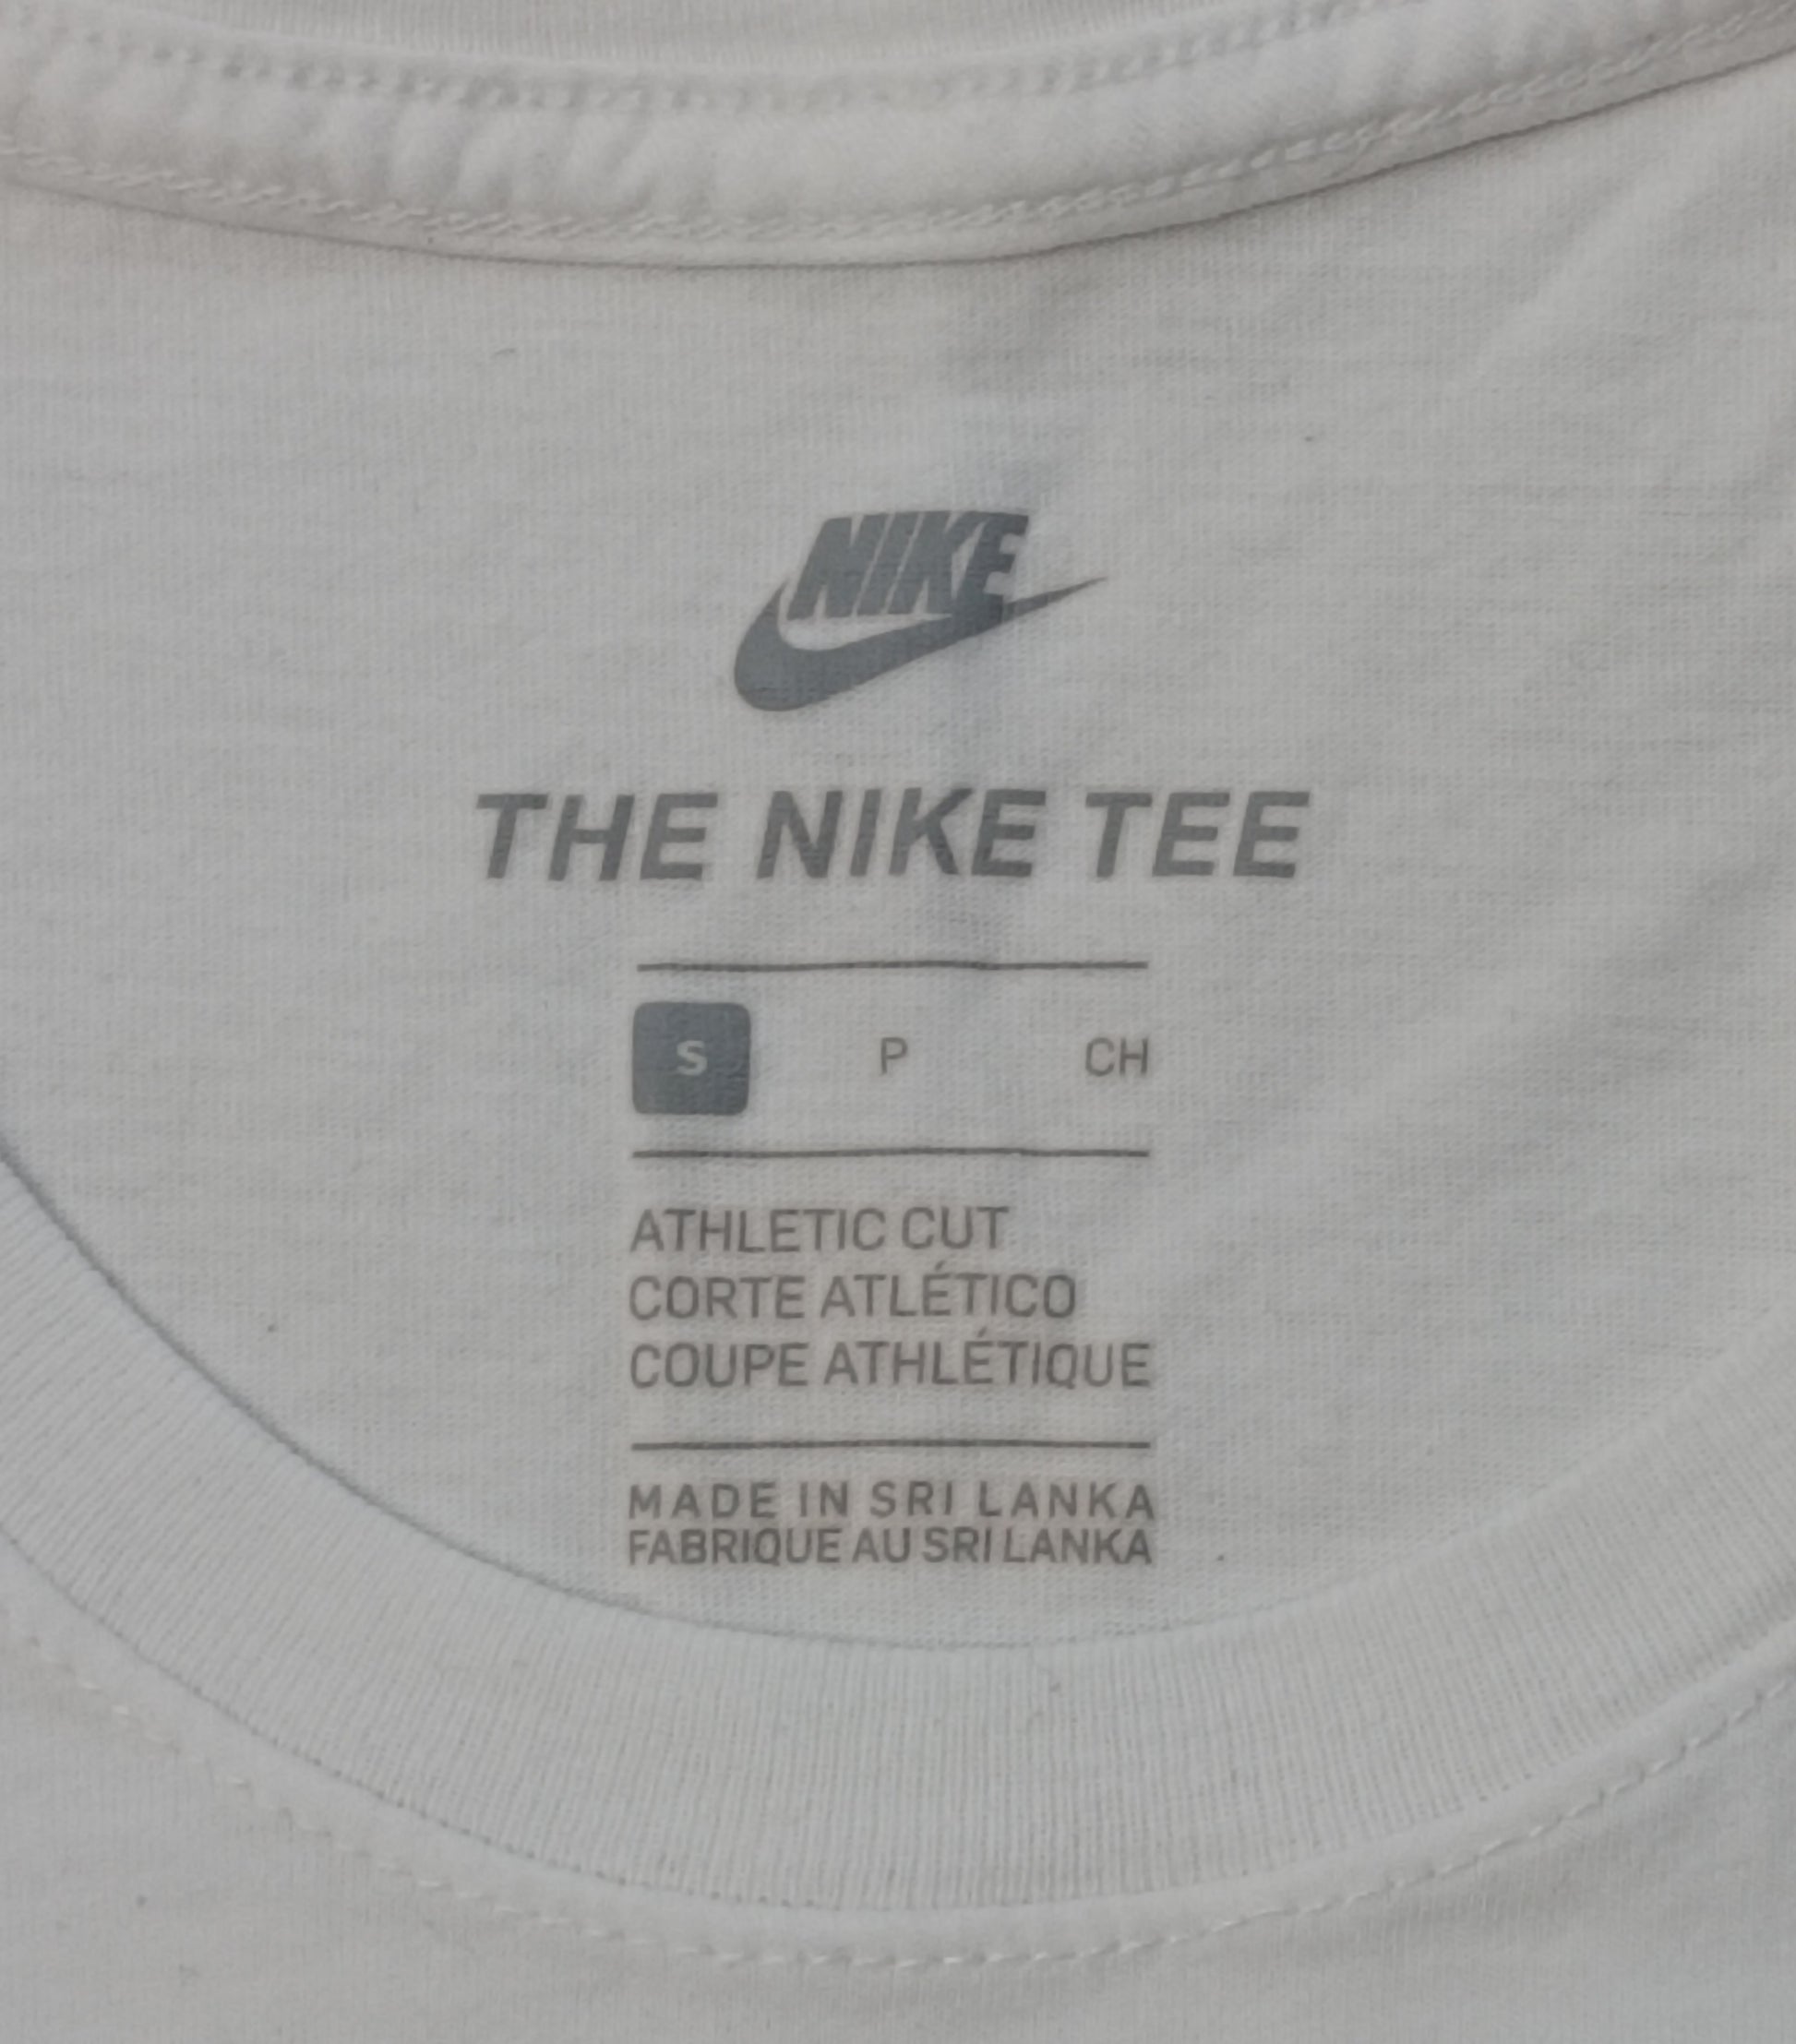 NIKE
THE NIKE TEE
S P CH
ATHLETIC CUT
CORTE ATLÉTICO
COUPE ATHLÉTIQUE
MADE IN SRI LANKA
FABRIQUE AU SRI LANKA